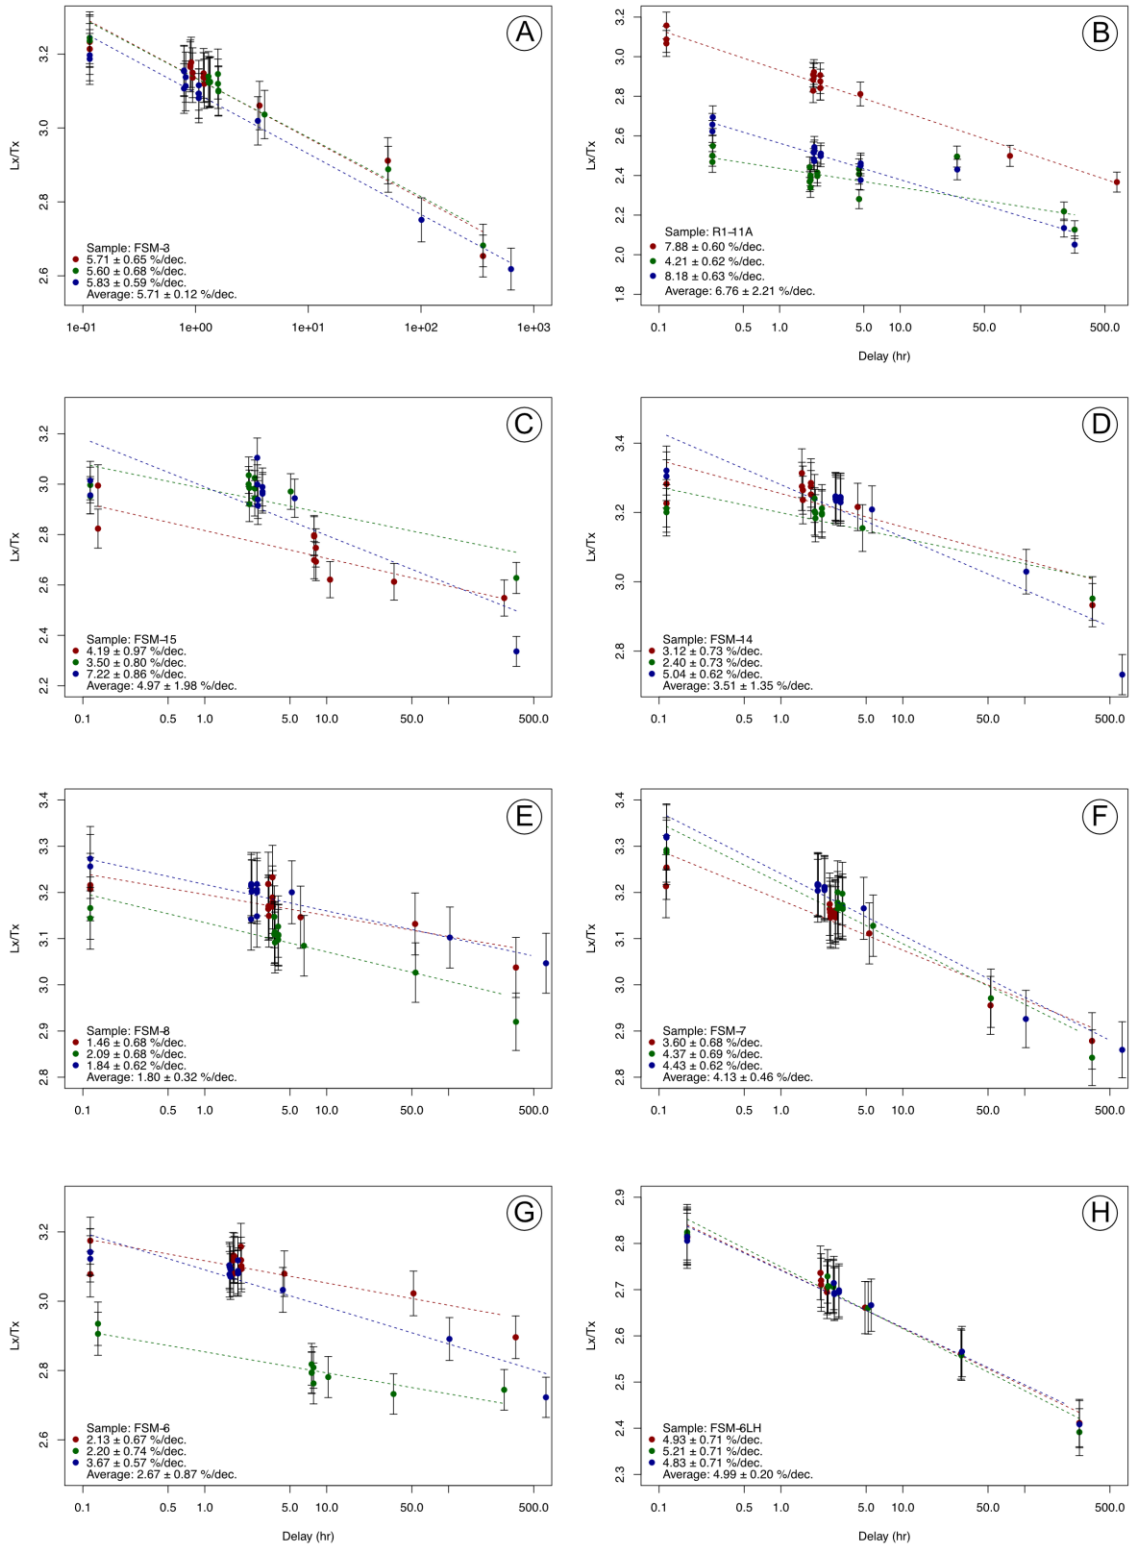 A
Lx/Tx
3.2
3.0
2.8
2.6
Sample: FSM-3
5.71 ± 0.65 %/dec.
5.60 ± 0.68 %/dec.
5.83 ± 0.59 %/dec.
Average: 5.71 ± 0.12 %/dec.
1e-01 1e+00 1e+01 1e+02 1e+03
B
Lx/Tx
3.2
3.0
2.8
2.6
2.4
2.2
2.0
1.8
Sample: R1-11A
7.88 ± 0.60 %/dec.
4.21 ± 0.62 %/dec.
8.18 ± 0.63 %/dec.
Average: 6.76 ± 2.21 %/dec.
0.1 0.5 1.0 5.0 10.0 50.0 500.0
Delay (hr)
C
Lx/Tx
3.2
3.0
2.8
2.6
2.4
2.2
Sample: FSM-15
4.19 ± 0.97 %/dec.
3.50 ± 0.80 %/dec.
7.22 ± 0.86 %/dec.
Average: 4.97 ± 1.98 %/dec.
0.1 1.0 5.0 10.0 50.0 500.0
D
Lx/Tx
3.4
3.2
3.0
2.8
Sample: FSM-14
3.12 ± 0.73 %/dec.
2.40 ± 0.73 %/dec.
5.04 ± 0.62 %/dec.
Average: 3.51 ± 1.35 %/dec.
0.1 1.0 5.0 10.0 50.0 500.0
E
Lx/Tx
3.4
3.3
3.2
3.1
3.0
2.9
2.8
Sample: FSM-8
1.46 ± 0.68 %/dec.
2.09 ± 0.68 %/dec.
1.84 ± 0.62 %/dec.
Average: 1.80 ± 0.32 %/dec.
0.1 1.0 5.0 10.0 50.0 500.0
F
Lx/Tx
3.4
3.3
3.2
3.1
3.0
2.9
2.8
Sample: FSM-7
3.60 ± 0.68 %/dec.
4.37 ± 0.69 %/dec.
4.43 ± 0.62 %/dec.
Average: 4.13 ± 0.46 %/dec.
0.1 1.0 5.0 10.0 50.0 500.0
G
Lx/Tx
3.2
3.0
2.8
2.6
Sample: FSM-6
2.13 ± 0.67 %/dec.
2.20 ± 0.74 %/dec.
3.67 ± 0.57 %/dec.
Average: 2.67 ± 0.87 %/dec.
0.1 1.0 5.0 10.0 50.0 500.0
Delay (hr)
H
Lx/Tx
2.9
2.8
2.7
2.6
2.5
2.4
2.3
Sample: FSM-6LH
4.93 ± 0.71 %/dec.
5.21 ± 0.71 %/dec.
4.83 ± 0.71 %/dec.
Average: 4.99 ± 0.20 %/dec.
0.1 1.0 5.0 10.0 50.0 500.0
Delay (hr)